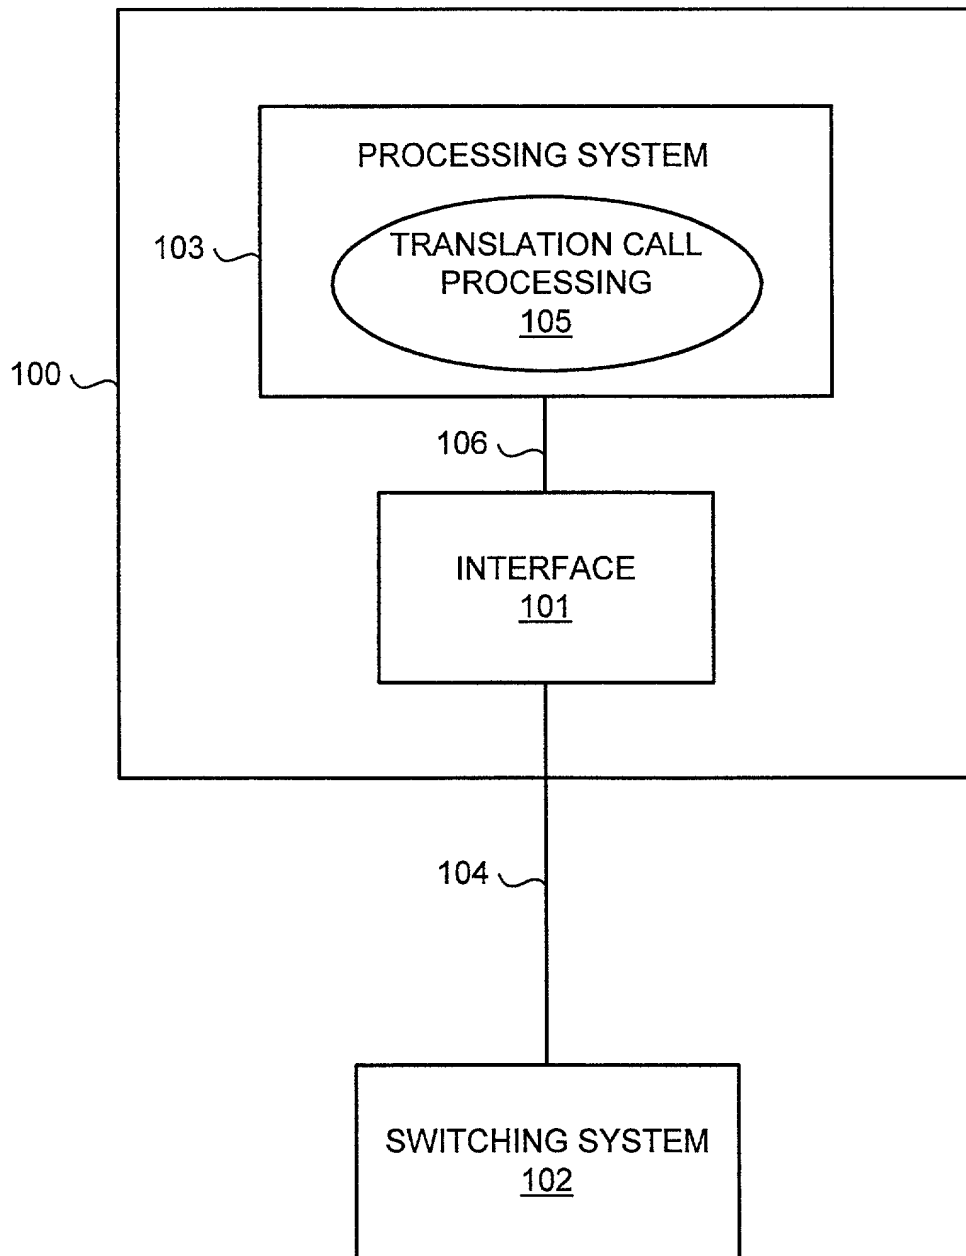 PROCESSING SYSTEM
103
TRANSLATION CALL
PROCESSING
105
100
106
INTERFACE
101
104
SWITCHING SYSTEM
102